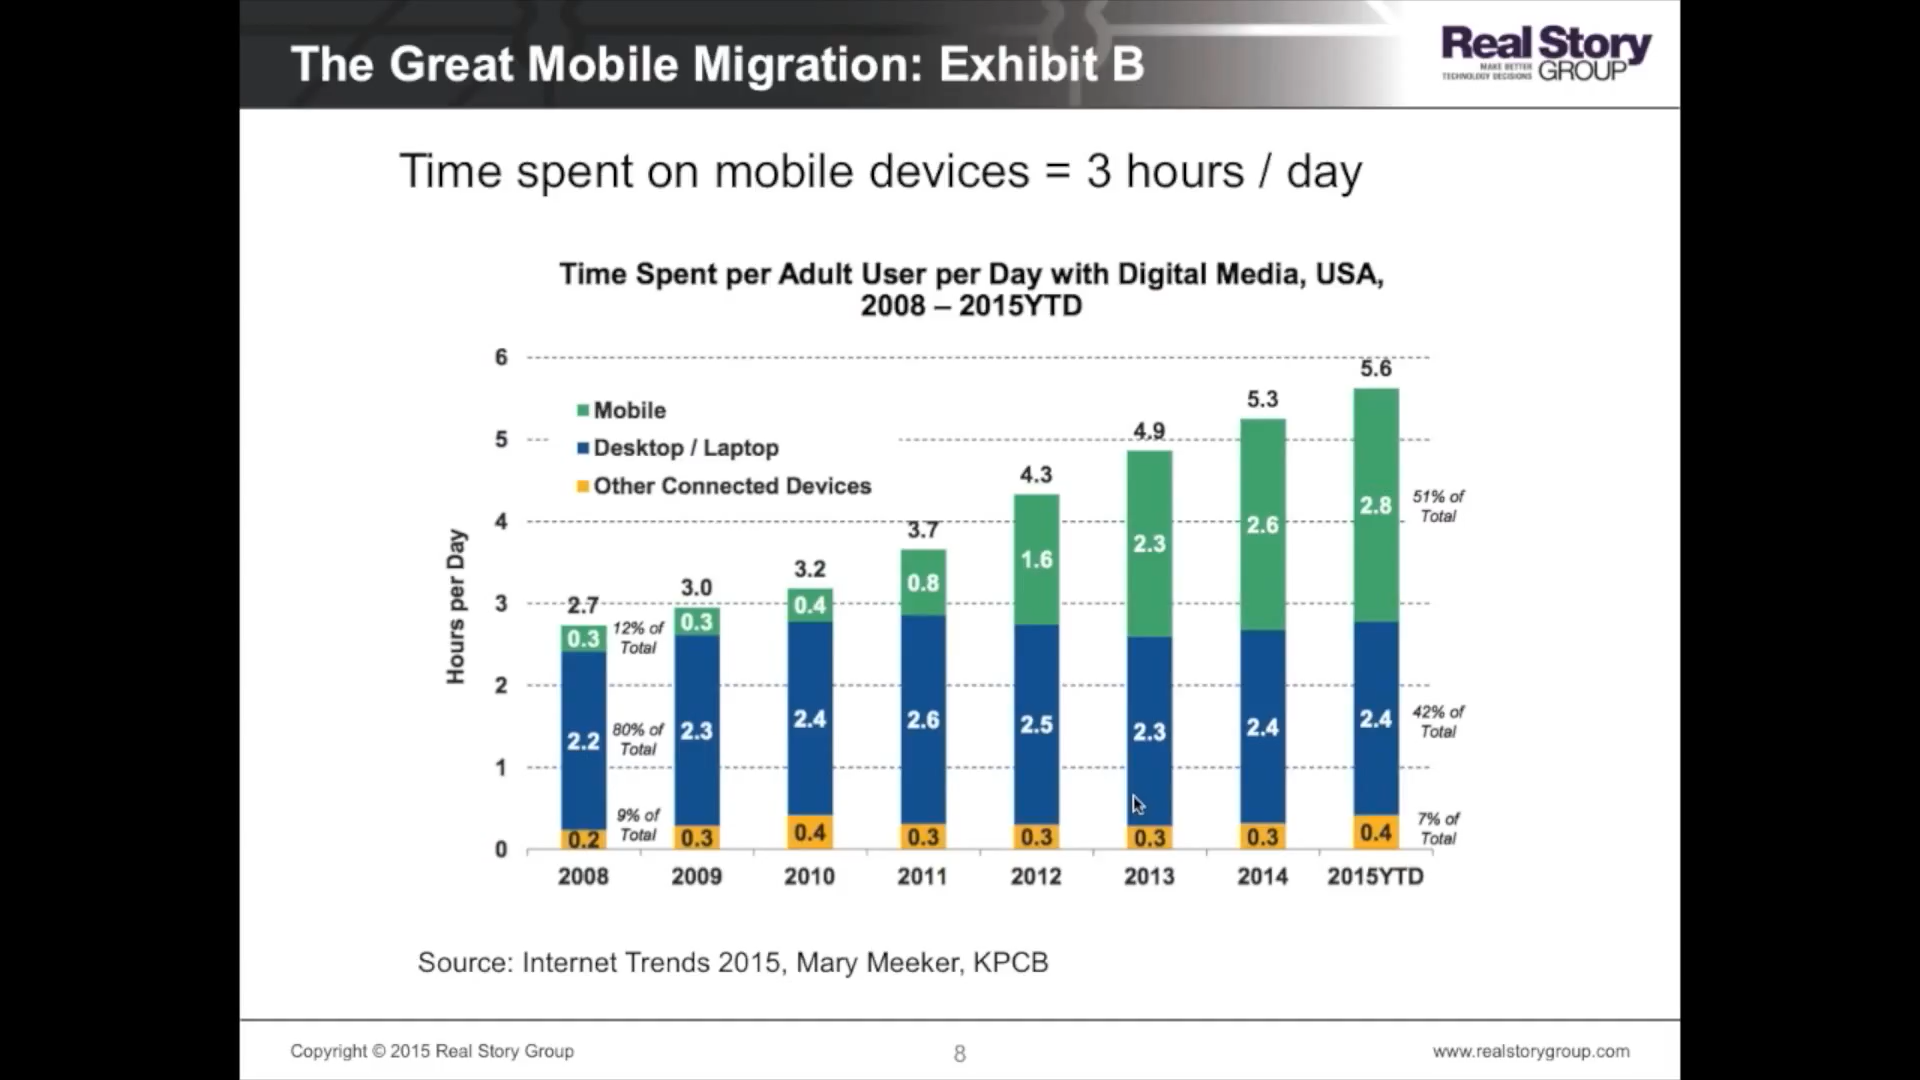 The Great Mobile Migration: Exhibit B
Real Story
MAKE BETTER
TECHNOLOGY DECISIONS
GROUP
Time spent on mobile devices = 3 hours / day
Time Spent per Adult User per Day with Digital Media, USA,
2008 – 2015YTD
Hours per Day
6
5
4
3
2
1
0
Mobile
Desktop / Laptop
Other Connected Devices
2.7
0.3
2.2
0.2
12% of
Total
80% of
Total
9% of
Total
3.0
0.3
2.3
0.3
3.2
0.4
2.4
0.4
3.7
0.8
2.6
0.3
4.3
1.6
2.5
0.3
4.9
2.3
2.3
0.3
5.3
2.6
2.4
0.3
5.6
2.8
2.4
0.4
51% of
Total
42% of
Total
7% of
Total
2008 2009 2010 2011 2012 2013 2014 2015YTD
Source: Internet Trends 2015, Mary Meeker, KPCB
Copyright © 2015 Real Story Group
8
www.realstorygroup.com